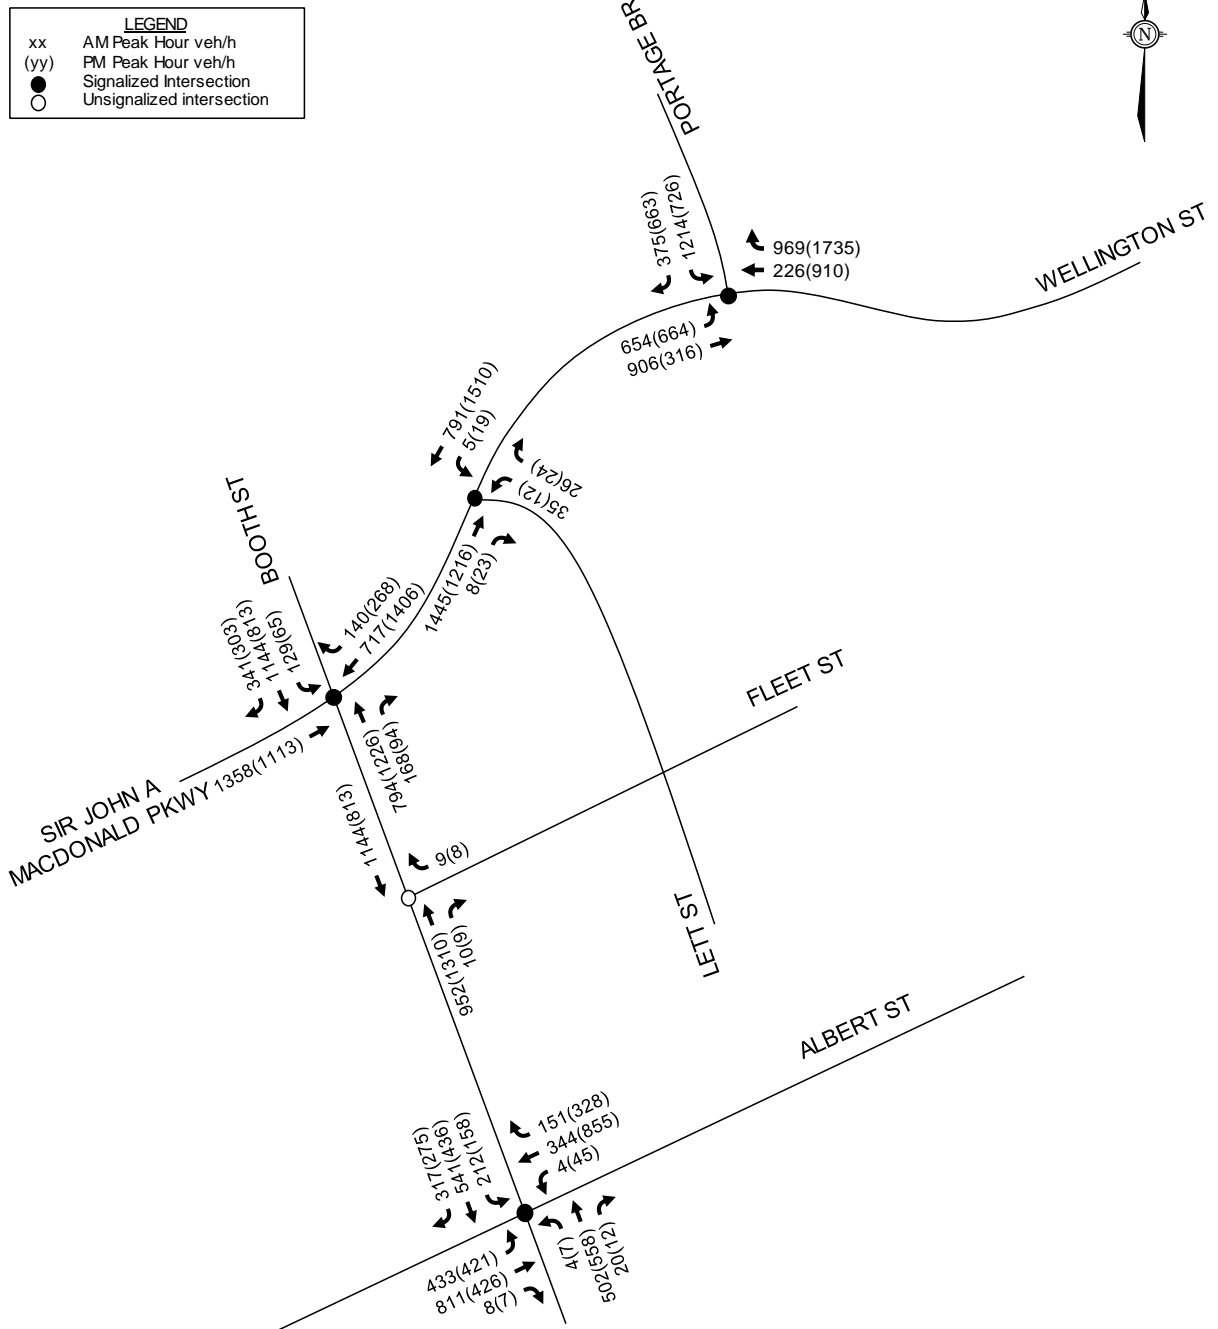 LEGEND
xx AM Peak Hour veh/h
(yy) PM Peak Hour veh/h
Signalized Intersection
Unsignalized intersection
N
PORTAGE BR
WELLINGTON ST
375(663)
1214(726)
969(1735)
226(910)
654(664)
906(316)
791(1510)
5(19)
26(24)
35(12)
1445(1216)
8(23)
BOOTH ST
341(303)
1144(813)
129(65)
140(268)
717(1406)
SIR JOHN A
MACDONALD PKWY
1358(1113)
794(1226)
168(94)
FLEET ST
1144(813)
9(8)
952(1310)
10(9)
LETT ST
ALBERT ST
317(275)
541(436)
212(158)
151(328)
344(855)
4(45)
433(421)
811(426)
8(7)
4(7)
502(558)
20(12)